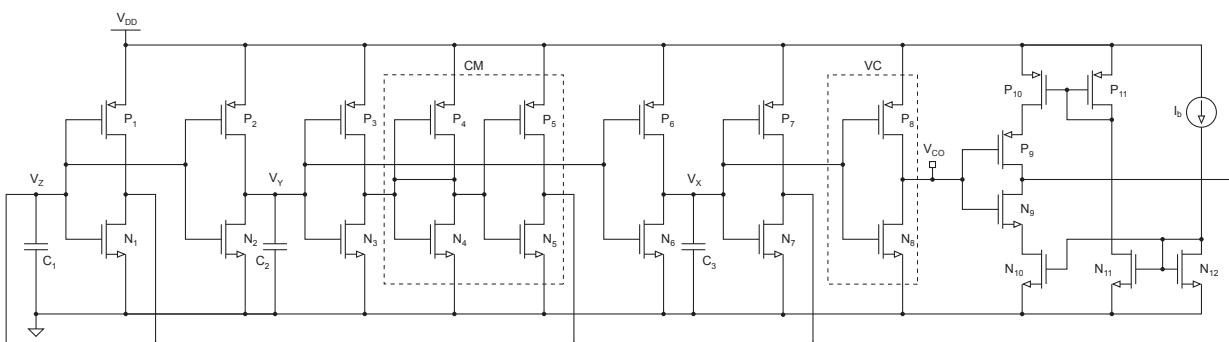 V_DD
CM
VC
P_1
P_2
P_3
P_4
P_5
P_6
P_7
P_8
P_10
P_11
I_b
P_9
V_CO
V_Z
V_Y
V_X
N_1
N_2
N_3
N_4
N_5
N_6
N_7
N_8
N_9
C_1
C_2
C_3
N_10
N_11
N_12